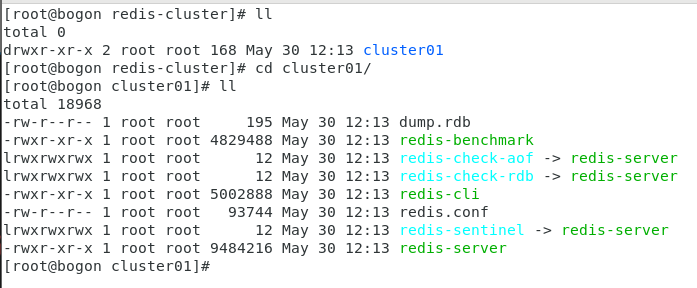 [root@bogon redis-cluster]# ll
total 0
drwxr-xr-x 2 root root 168 May 30 12:13 cluster01
[root@bogon redis-cluster]# cd cluster01/
[root@bogon cluster01]# ll
total 18968
-rw-r--r-- 1 root root     195 May 30 12:13 dump.rdb
-rwxr-xr-x 1 root root 4829488 May 30 12:13 redis-benchmark
lrwxrwxrwx 1 root root      12 May 30 12:13 redis-check-aof -> redis-server
lrwxrwxrwx 1 root root      12 May 30 12:13 redis-check-rdb -> redis-server
-rwxr-xr-x 1 root root 5002888 May 30 12:13 redis-cli
-rw-r--r-- 1 root root   93744 May 30 12:13 redis.conf
lrwxrwxrwx 1 root root      12 May 30 12:13 redis-sentinel -> redis-server
-rwxr-xr-x 1 root root 9484216 May 30 12:13 redis-server
[root@bogon cluster01]#